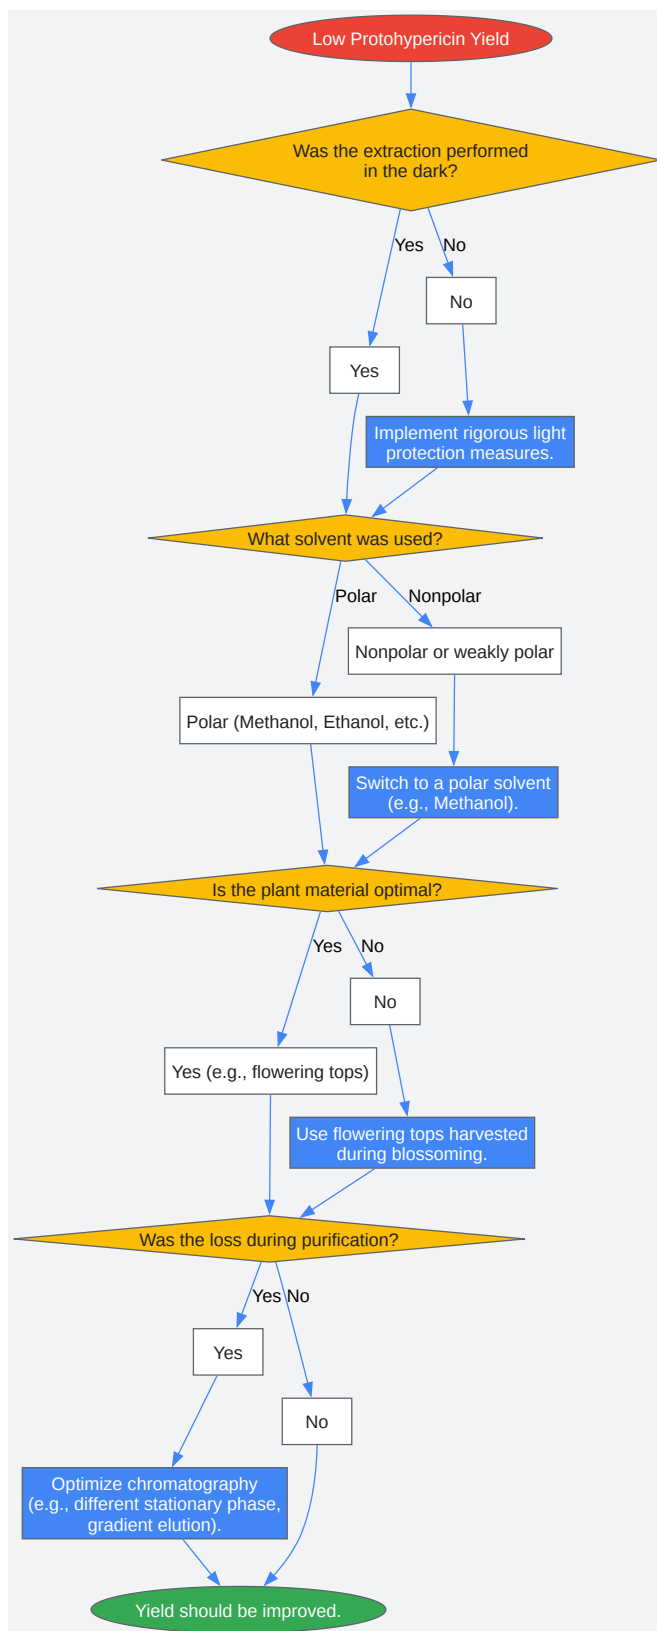 Low Protohypericin Yield
Was the extraction performed
in the dark?
Yes
No
No
Yes
Implement rigorous light
protection measures.
What solvent was used?
Polar
Nonpolar
Nonpolar or weakly polar
Polar (Methanol, Ethanol, etc.)
Switch to a polar solvent
(e.g., Methanol).
Is the plant material optimal?
Yes
No
No
Yes (e.g., flowering tops)
Use flowering tops harvested
during blossoming.
Was the loss during purification?
Yes
No
Yes
No
Optimize chromatography
(e.g., different stationary phase,
gradient elution).
Yield should be improved.